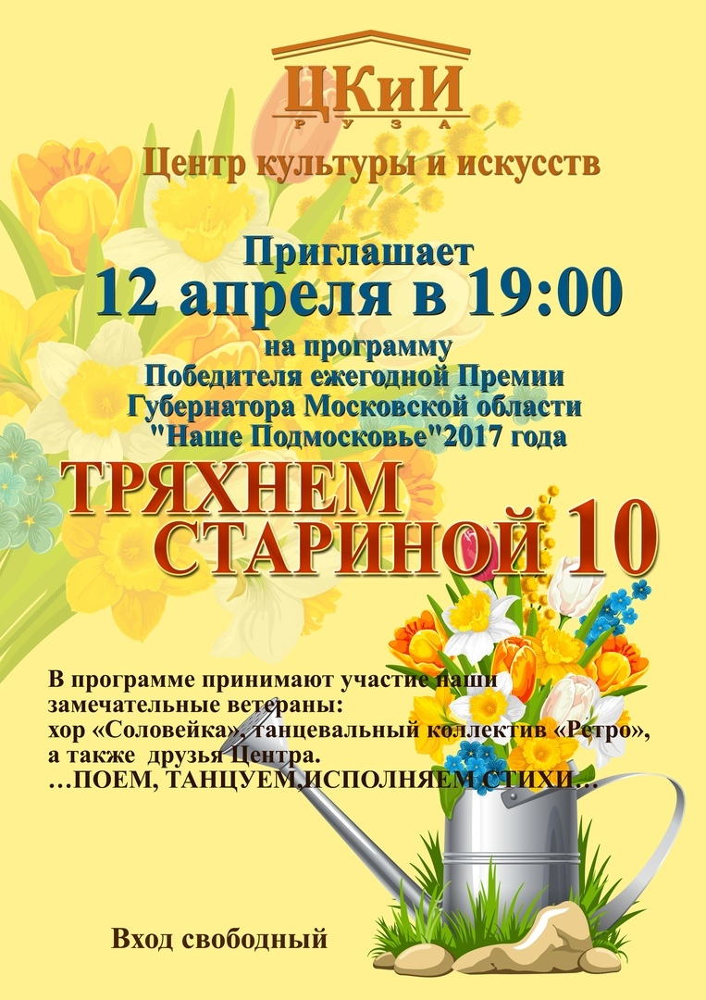 ЦКиИ
РУЗА
Центр культуры и искусств
Приглашает
12 апреля в 19:00
на программу
Победителя ежегодной Премии
Губернатора Московской области
"Наше Подмосковье"2017 года
ТРЯХНЕМ
СТАРИНОЙ 10
В программе принимают участие наши
замечательные ветераны:
хор «Соловейка», танцевальный коллектив «Ретро»,
а также друзья Центра.
…ПОЕМ, ТАНЦУЕМ,ИСПОЛНЯЕМ СТИХИ…
Вход свободный